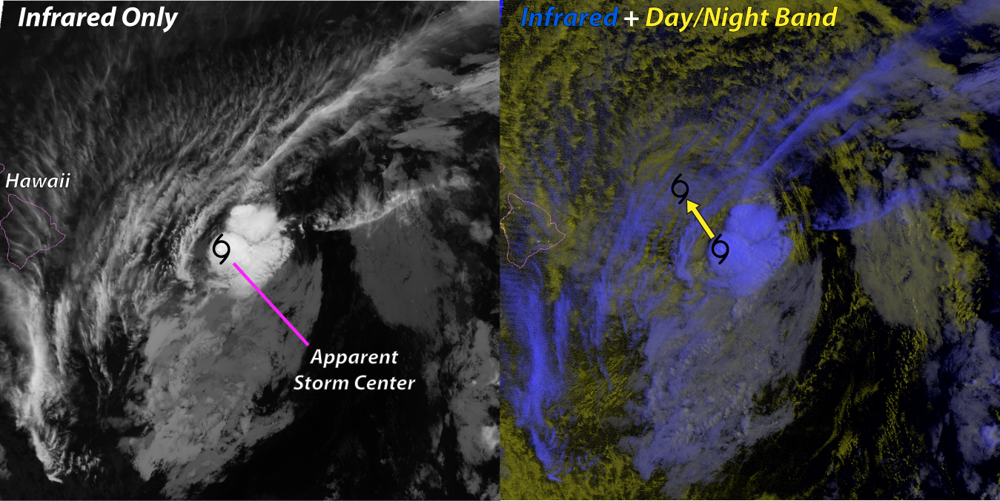 Infrared Only
Infrared + Day/Night Band
Hawaii
Apparent
Storm Center